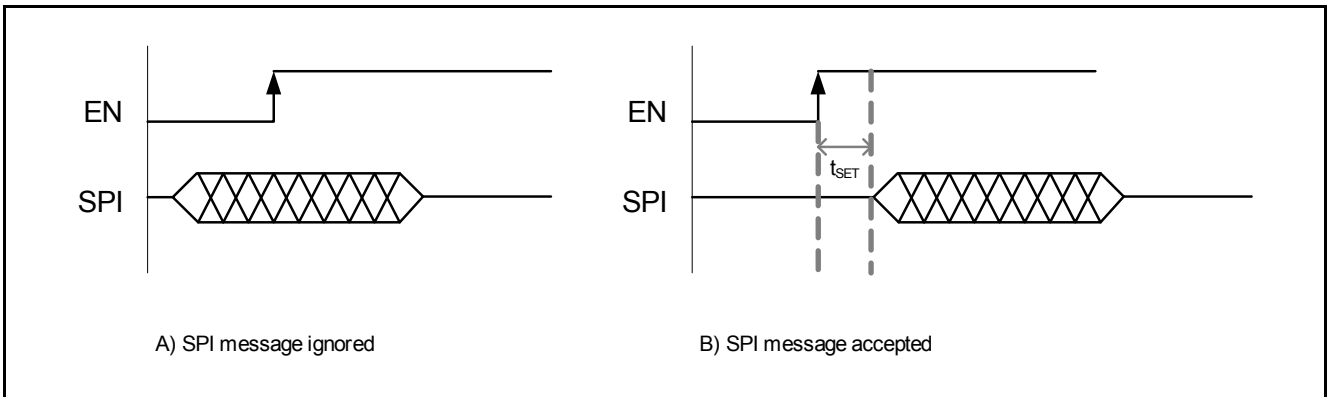 EN
SPI
A) SPI message ignored
EN
tSET
SPI
B) SPI message accepted